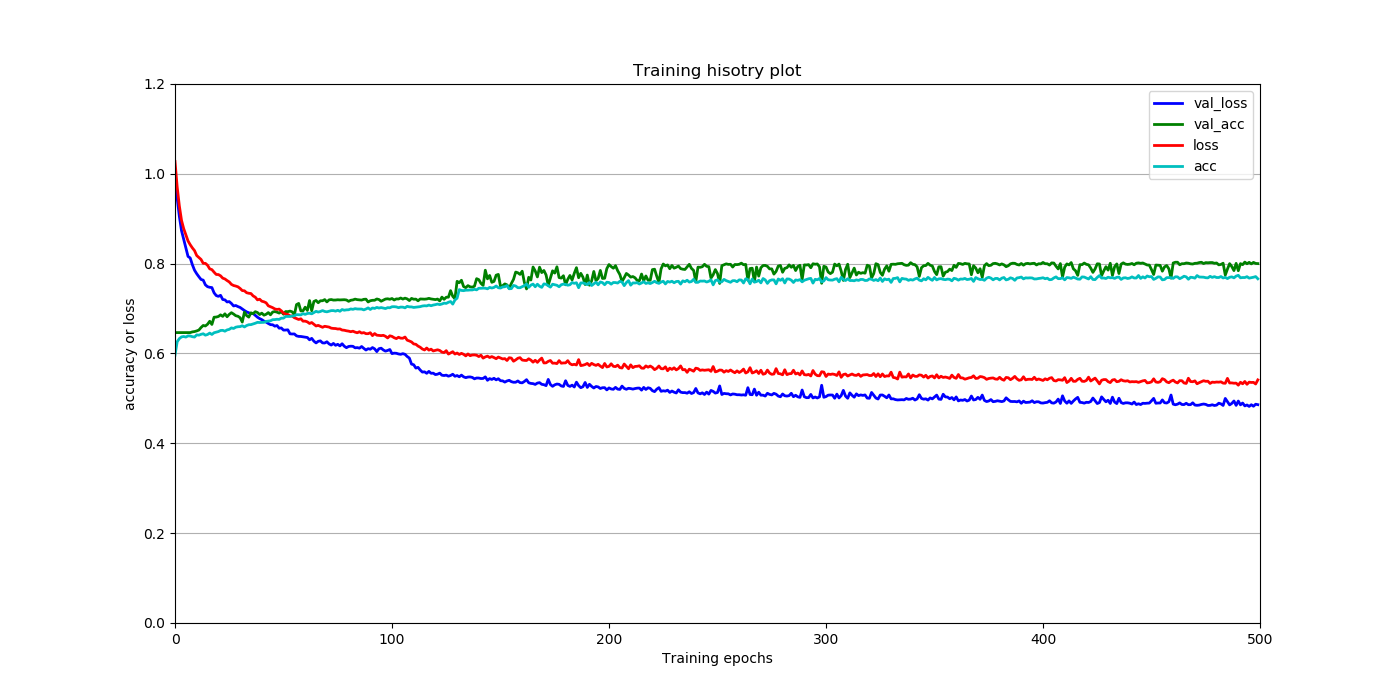 Training hisotry plot
1.2
1.0
0.8
0.6
0.4
0.2
0.0
accuracy or loss
val_loss
val_acc
loss
acc
0 100 200 300 400 500
Training epochs